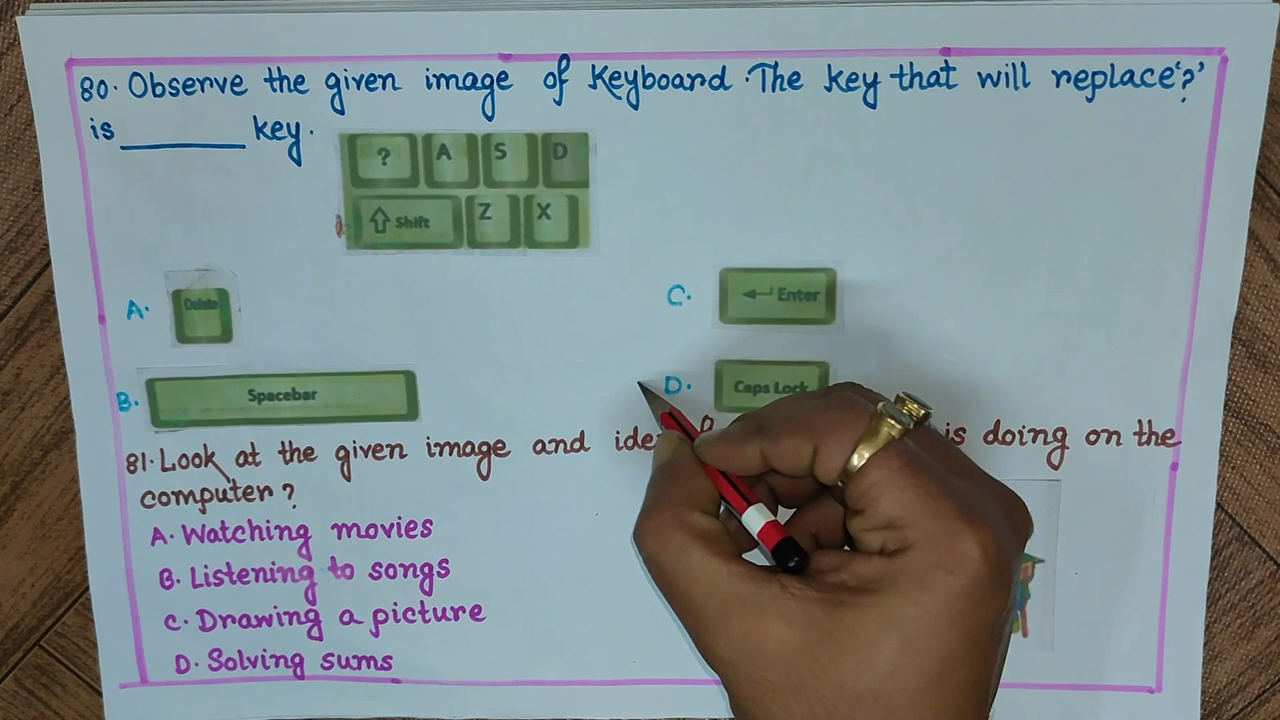 80. Observe the given image of Keyboard. The key that will replace '?'
is ______ key.
? A S D
Shift Z X
A. Delete
C. Enter
B. Spacebar
D. Caps Lock
81. Look at the given image and is doing on the
computer?
A. Watching movies
B. Listening to songs
C. Drawing a picture
D. Solving sums